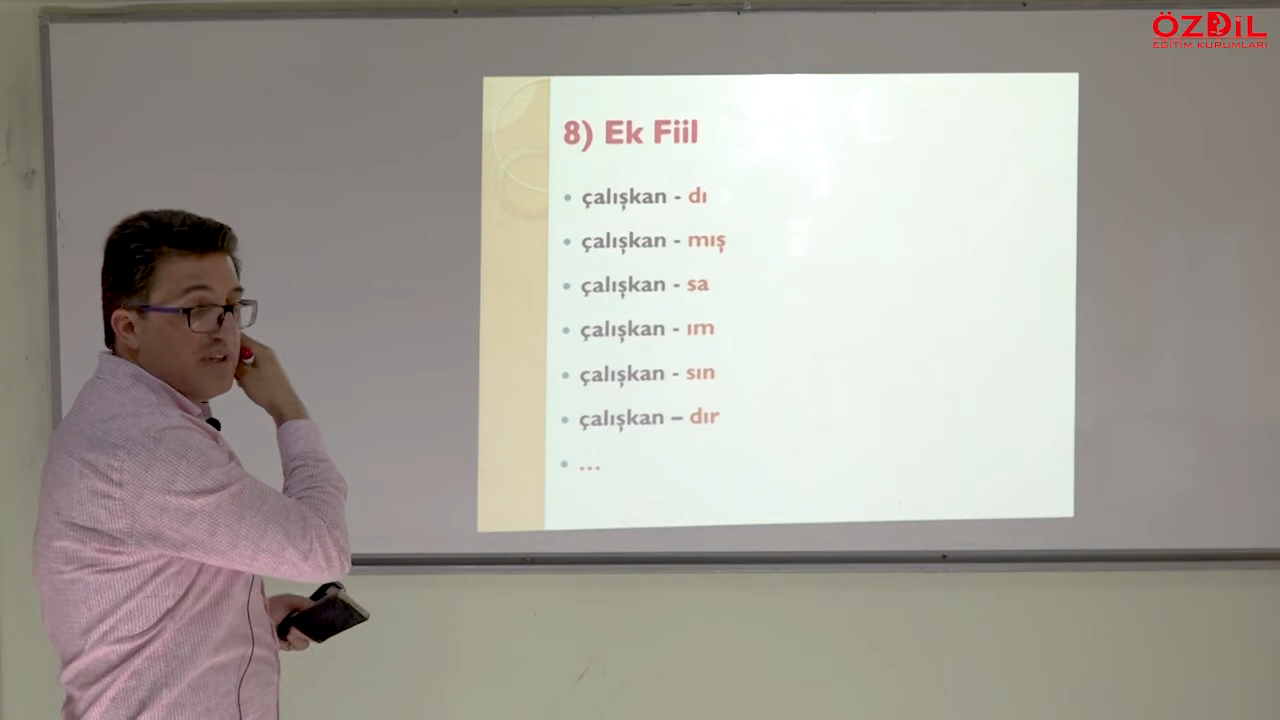 ÖZDİL
EĞİTİM KURUMLARI
8) Ek Fiil
• çalışkan - dı
• çalışkan - mış
• çalışkan - sa
• çalışkan - ım
• çalışkan - sın
• çalışkan – dır
• ...